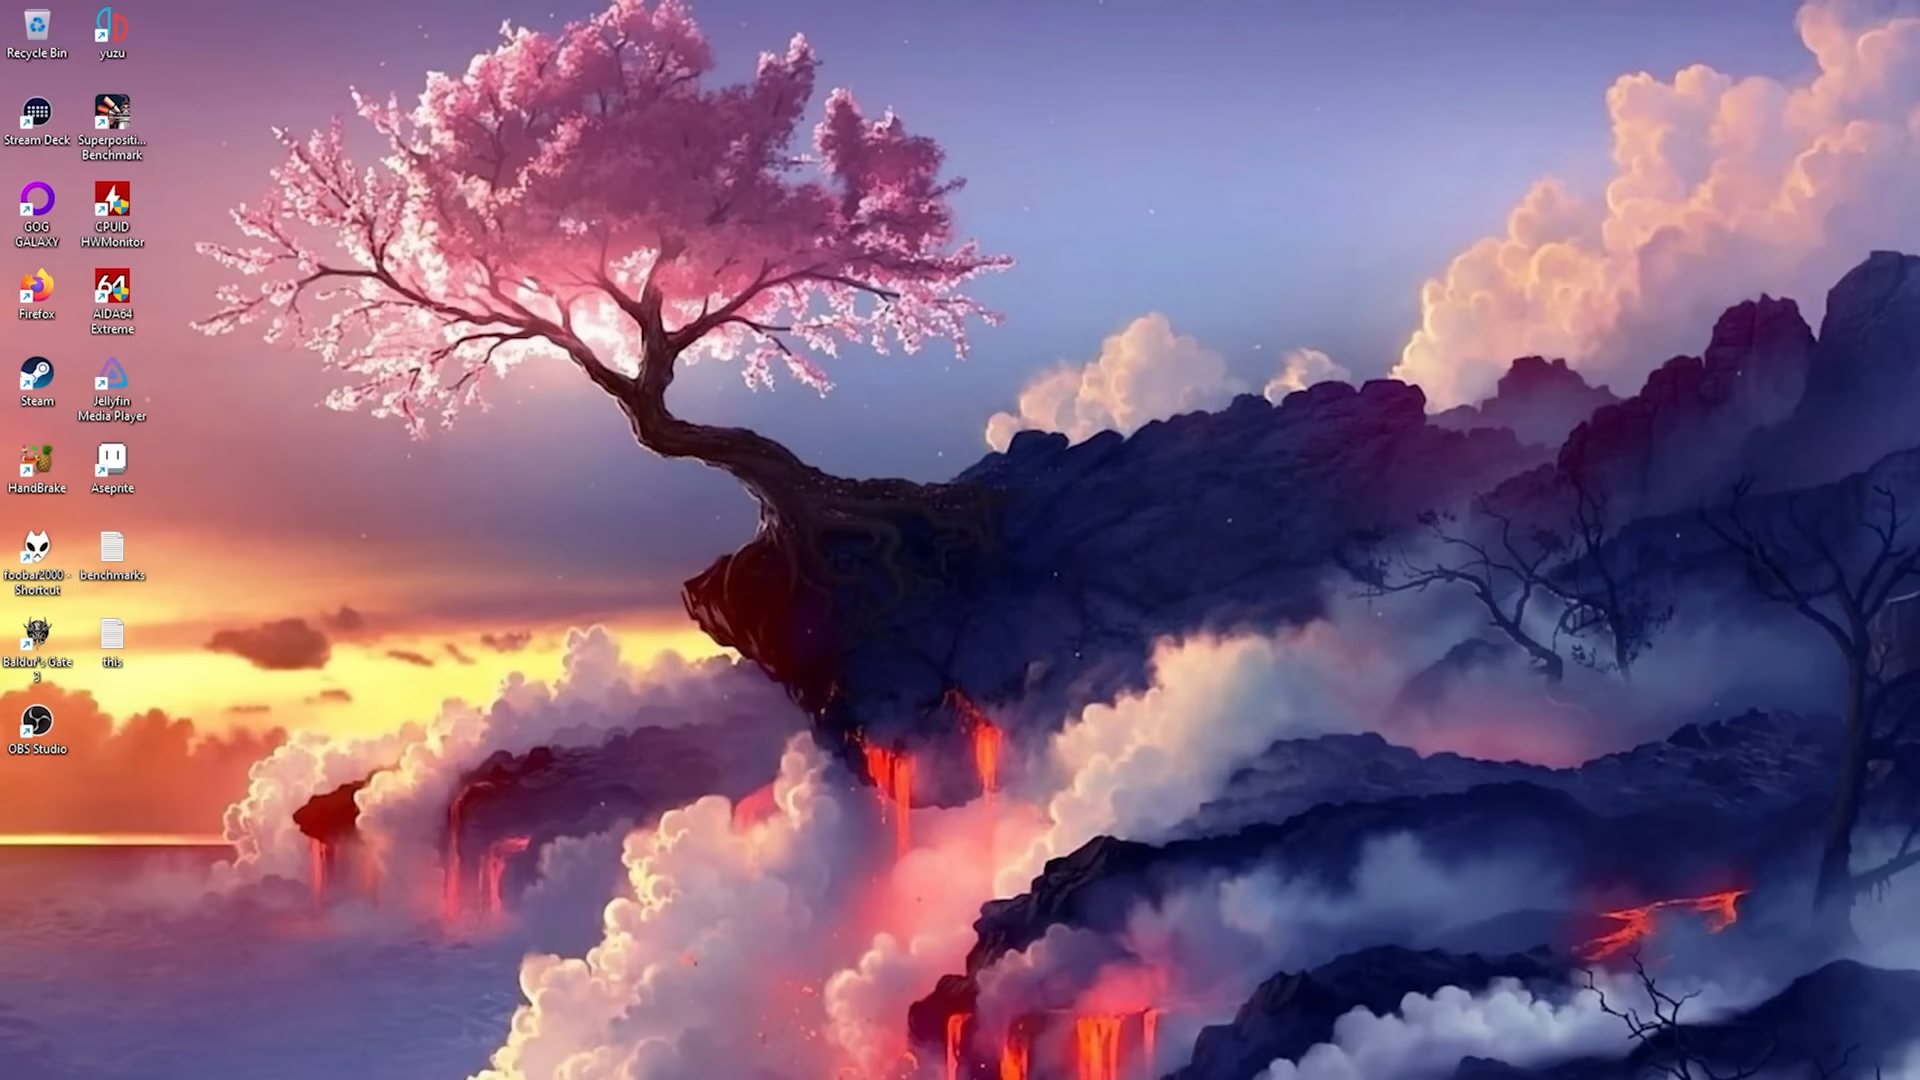 Recycle Bin
yuzu
Stream Deck
Superpositi...
Benchmark
GOG
GALAXY
CPUID
HWMonitor
Firefox
64
AIDA64
Extreme
Steam
Jellyfin
Media Player
HandBrake
Aseprite
foobar2000 -
Shortcut
benchmarks
Baldur's Gate
3
this
OBS Studio